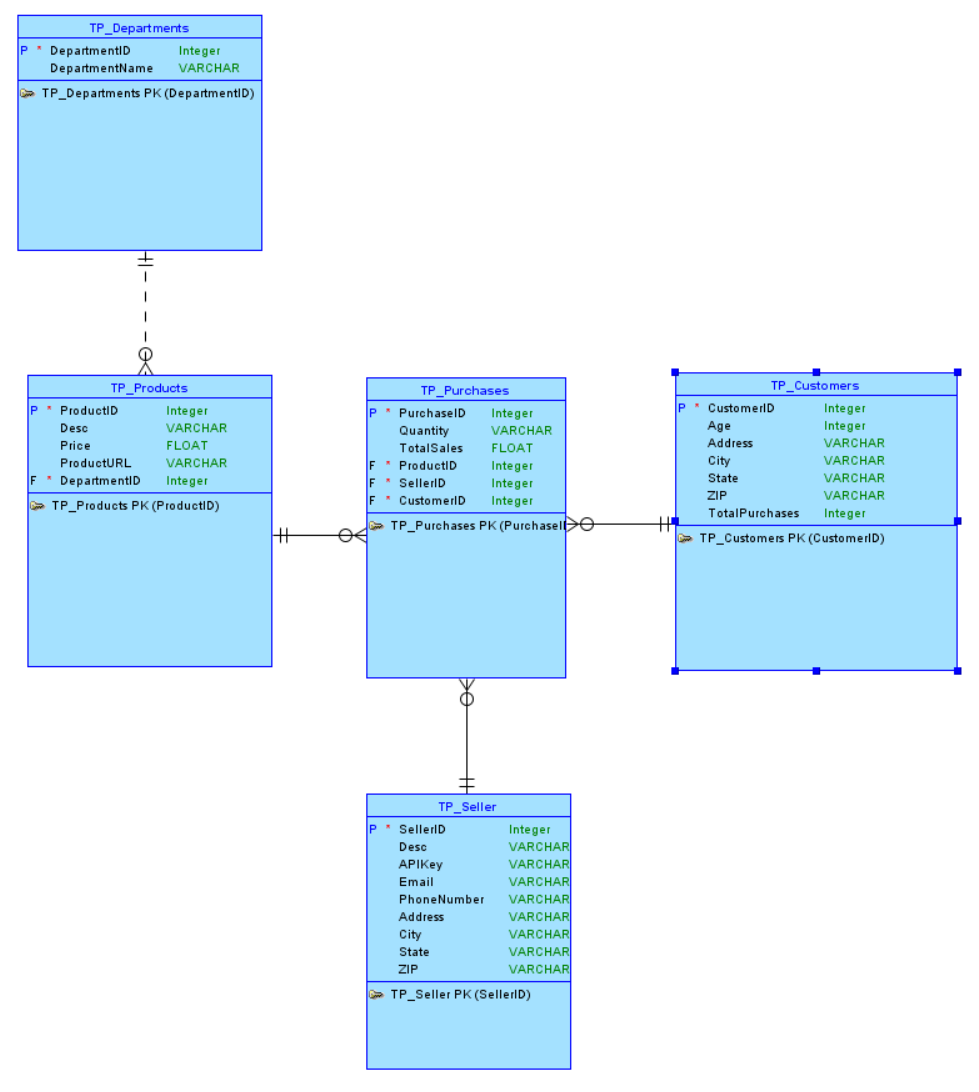 TP_Departments
P * DepartmentID Integer
DepartmentName VARCHAR
TP_Departments PK (DepartmentID)
TP_Products
P * ProductID Integer
Desc VARCHAR
Price FLOAT
ProductURL VARCHAR
F * DepartmentID Integer
TP_Products PK (ProductID)
TP_Purchases
P * PurchaseID Integer
Quantity VARCHAR
TotalSales FLOAT
F * ProductID Integer
F * SellerID Integer
F * CustomerID Integer
TP_Purchases PK (PurchaseI
TP_Customers
P * CustomerID Integer
Age Integer
Address VARCHAR
City VARCHAR
State VARCHAR
ZIP VARCHAR
TotalPurchases Integer
TP_Customers PK (CustomerID)
TP_Seller
P * SellerID Integer
Desc VARCHAR
APIKey VARCHAR
Email VARCHAR
PhoneNumber VARCHAR
Address VARCHAR
City VARCHAR
State VARCHAR
ZIP VARCHAR
TP_Seller PK (SellerID)